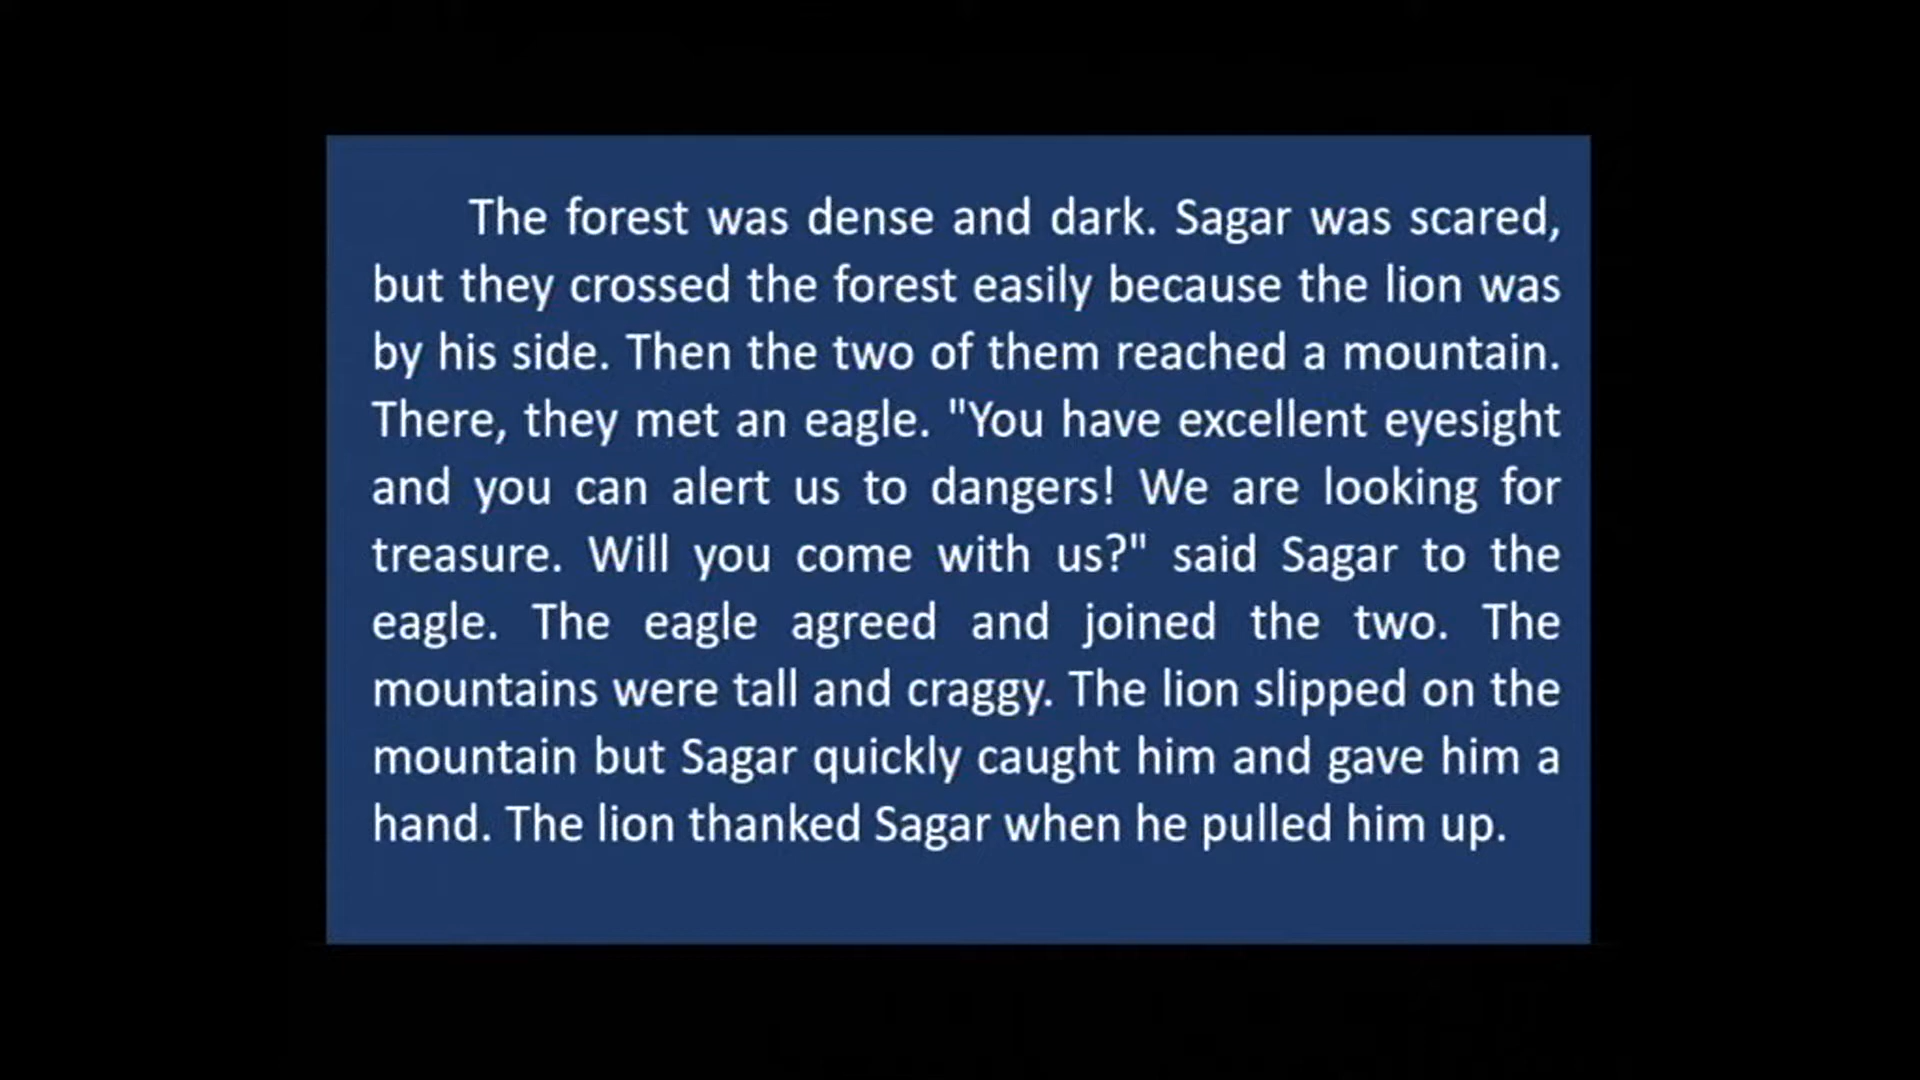 The forest was dense and dark. Sagar was scared,
but they crossed the forest easily because the lion was
by his side. Then the two of them reached a mountain.
There, they met an eagle. "You have excellent eyesight
and you can alert us to dangers! We are looking for
treasure. Will you come with us?" said Sagar to the
eagle. The eagle agreed and joined the two. The
mountains were tall and craggy. The lion slipped on the
mountain but Sagar quickly caught him and gave him a
hand. The lion thanked Sagar when he pulled him up.